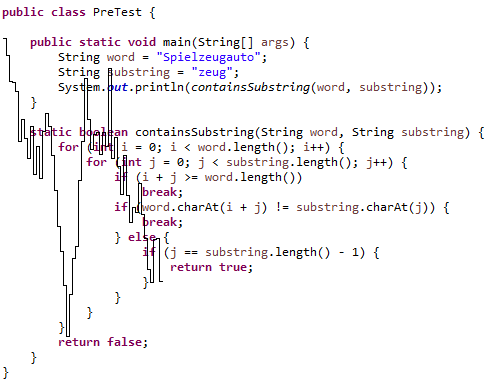 public class PreTest {
public static void main(String[] args) {
String word = "Spielzeugauto";
String substring = "zeug";
System.out.println(containsSubstring(word, substring));
}
static boolean containsSubstring(String word, String substring) {
for (int i = 0; i < word.length(); i++) {
for (int j = 0; j < substring.length(); j++) {
if (i + j >= word.length())
break;
if (word.charAt(i + j) != substring.charAt(j)) {
break;
} else {
if (j == substring.length() - 1) {
return true;
}
}
}
}
return false;
}
}